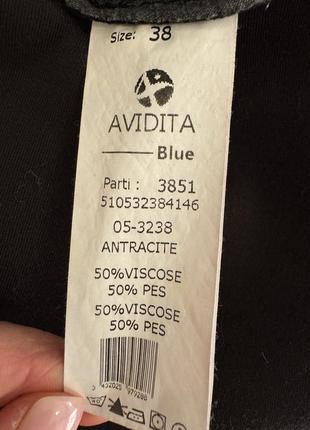 Size: 38
AVIDITA
Blue
Parti : 3851
510532384146
05-3238
ANTRACITE
50%VISCOSE
50% PES
50%VISCOSE
50% PES